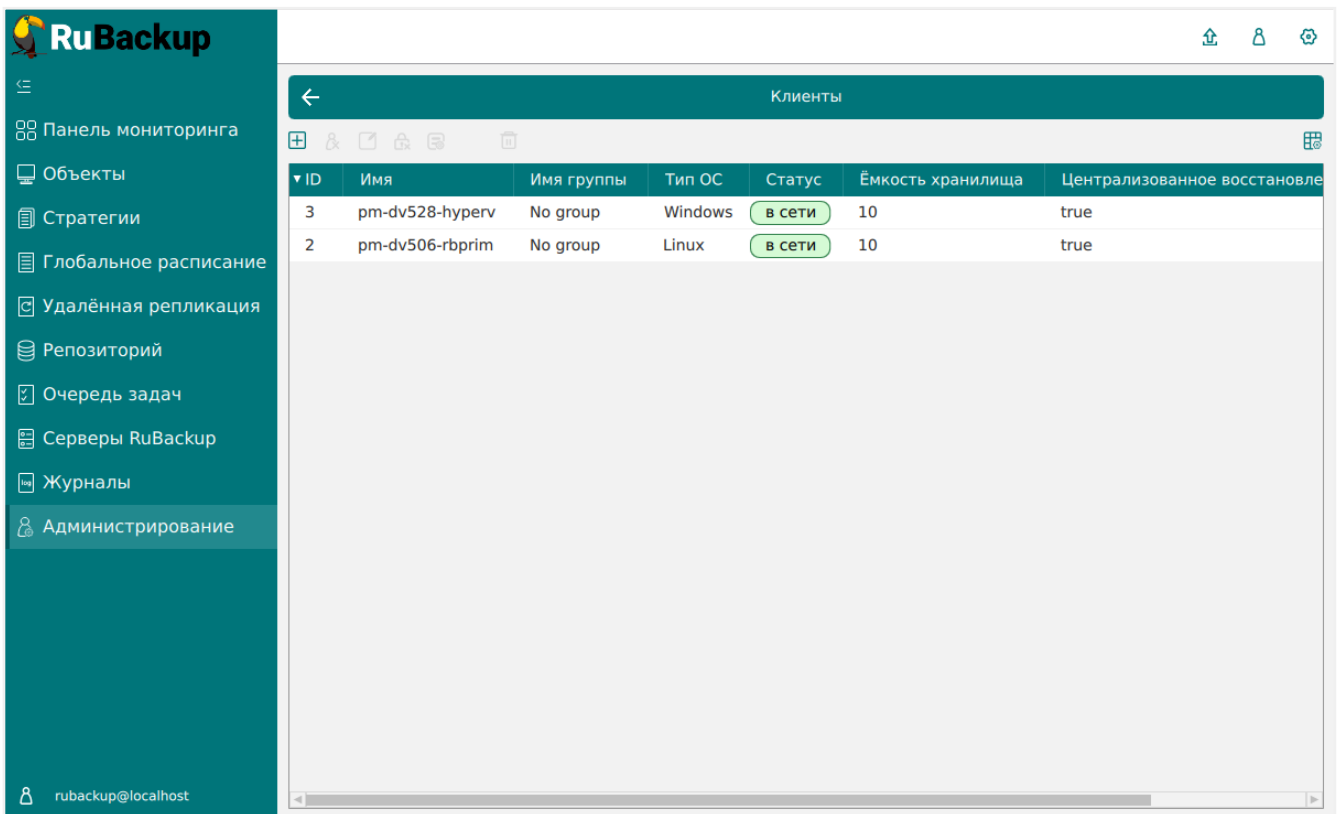 RuBackup
Клиенты
Панель мониторинга
Объекты
Стратегии
Глобальное расписание
Удалённая репликация
Репозиторий
Очередь задач
Серверы RuBackup
log Журналы
Администрирование
rubackup@localhost
ID Имя Имя группы Тип ОС Статус Ёмкость хранилища Централизованное восстановле
3 pm-dv528-hyperv No group Windows в сети 10 true
2 pm-dv506-rbprim No group Linux в сети 10 true